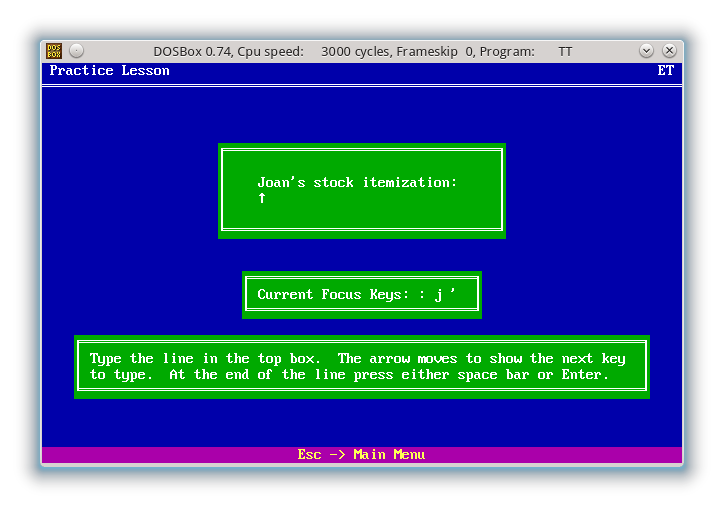 DOS BOX
DOSBox 0.74, Cpu speed: 3000 cycles, Frameskip 0, Program: TT
Practice Lesson ET
Joan's stock itemization:
↑
Current Focus Keys: : j '
Type the line in the top box. The arrow moves to show the next key
to type. At the end of the line press either space bar or Enter.
Esc -> Main Menu